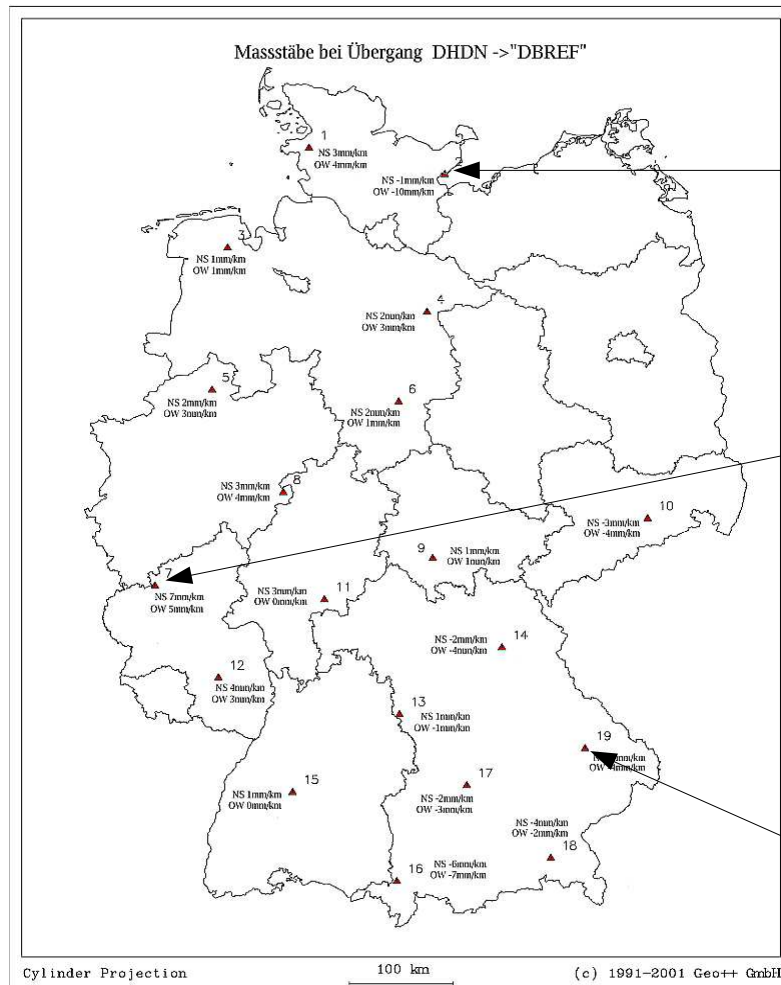 Massstäbe bei Übergang DHDN ->"DBREF"
1
NS 3mm/km
OW 4mm/km
NS -1mm/km
OW -10mm/km
3
NS 1mm/km
OW 1mm/km
4
NS 2mm/km
OW 3mm/km
5
NS 2mm/km
OW 3mm/km
6
NS 2mm/km
OW 1mm/km
8
NS 3mm/km
OW 4mm/km
10
NS -3mm/km
OW -4mm/km
9
NS 1mm/km
OW 1mm/km
7
NS 7mm/km
OW 5mm/km
11
NS 3mm/km
OW 0mm/km
14
NS -2mm/km
OW -4mm/km
12
NS 4mm/km
OW 3mm/km
13
NS 1mm/km
OW -1mm/km
19
15
NS 1mm/km
OW 0mm/km
17
NS -2mm/km
OW -3mm/km
NS -4mm/km
OW -2mm/km
18
16
NS -6mm/km
OW -7mm/km
Cylinder Projection
100 km
(c) 1991-2001 Geo++ GmbH